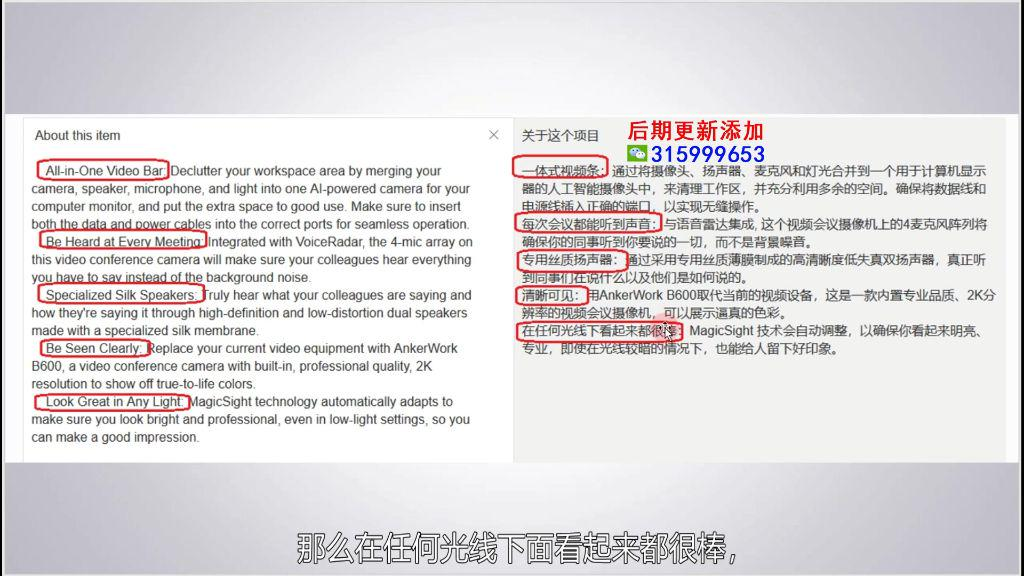 About this item
All-in-One Video Bar: Declutter your workspace area by merging your
camera, speaker, microphone, and light into one AI-powered camera for your
computer monitor, and put the extra space to good use. Make sure to insert
both the data and power cables into the correct ports for seamless operation.
Be Heard at Every Meeting: Integrated with VoiceRadar, the 4-mic array on
this video conference camera will make sure your colleagues hear everything
you have to say instead of the background noise.
Specialized Silk Speakers: Truly hear what your colleagues are saying and
how they're saying it through high-definition and low-distortion dual speakers
made with a specialized silk membrane.
Be Seen Clearly: Replace your current video equipment with AnkerWork
B600, a video conference camera with built-in, professional quality, 2K
resolution to show off true-to-life colors.
Look Great in Any Light: MagicSight technology automatically adapts to
make sure you look bright and professional, even in low-light settings, so you
can make a good impression.
关于这个项目
后期更新添加
315999653
一体式视频条：通过将摄像头、扬声器、麦克风和灯光合并到一个用于计算机显示
器的人工智能摄像头中，来清理工作区，并充分利用多余的空间。确保将数据线和
电源线插入正确的端口，以实现无缝操作。
每次会议都能听到声音：与语音雷达集成, 这个视频会议摄像机上的4麦克风阵列将
确保你的同事听到你要说的一切，而不是背景噪音。
专用丝质扬声器：通过采用专用丝质薄膜制成的高清晰度低失真双扬声器，真正听
到同事们在说什么以及他们是如何说的。
清晰可见：用AnkerWork B600取代当前的视频设备，这是一款内置专业品质、2K分
辨率的视频会议摄像机，可以展示逼真的色彩。
在任何光线下看起来都很棒：MagicSight 技术会自动调整，以确保你看起来明亮、
专业，即使在光线较暗的情况下，也能给人留下好印象。
那么在任何光线下面看起来都很棒,